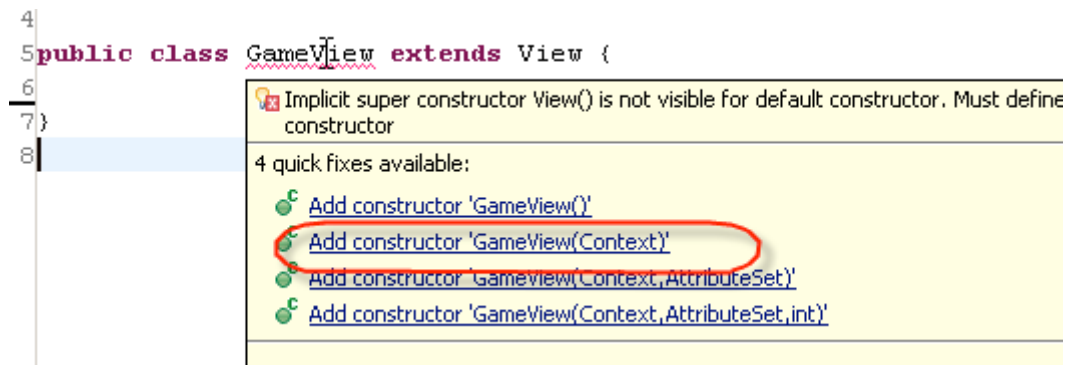 4
5public class GameView extends View {
6
7}
8
Implicit super constructor View() is not visible for default constructor. Must define
constructor
4 quick fixes available:
Add constructor 'GameView()'
Add constructor 'GameView(Context)'
Add constructor 'GameView(Context,AttributeSet)'
Add constructor 'GameView(Context,AttributeSet,int)'